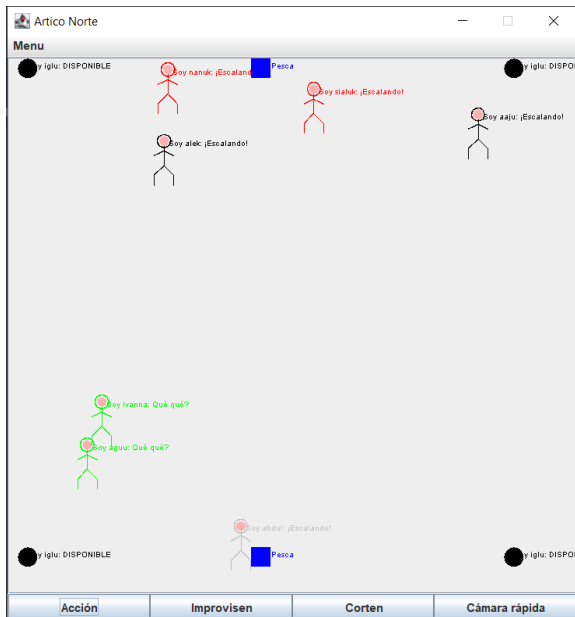 Artico Norte
Menu
y iglu: DISPONIBLE
Soy nanuk: ¡Escaland
Pesca
y iglu: DISPO
Soy sialuk: ¡Escalando!
Soy aaju: ¡Escalando!
Soy alek: ¡Escalando!
Soy ivanna: Qué qué?
Soy aguu: Qué qué?
Soy abdul: ¡Escalando!
y iglu: DISPONIBLE
Pesca
y iglu: DISPO
Acción
Improvisen
Corten
Cámara rápida